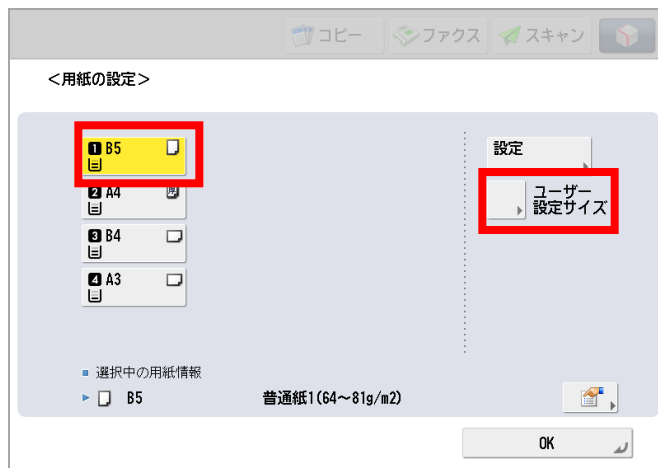 コピー ファクス スキャン
<用紙の設定>
1 B5
設定
2 A4
ユーザー
設定サイズ
3 B4
4 A3
選択中の用紙情報
B5 普通紙1(64~81g/m2)
OK